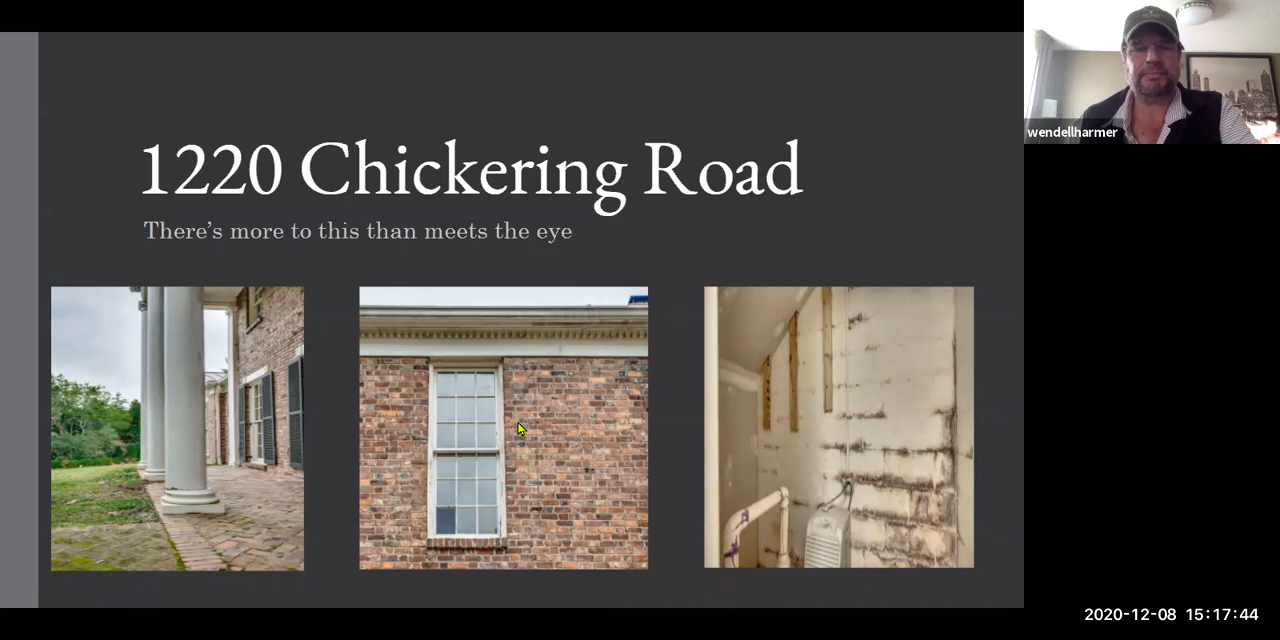 1220 Chickering Road
There's more to this than meets the eye
wendellharmer
2020-12-08 15:17:44